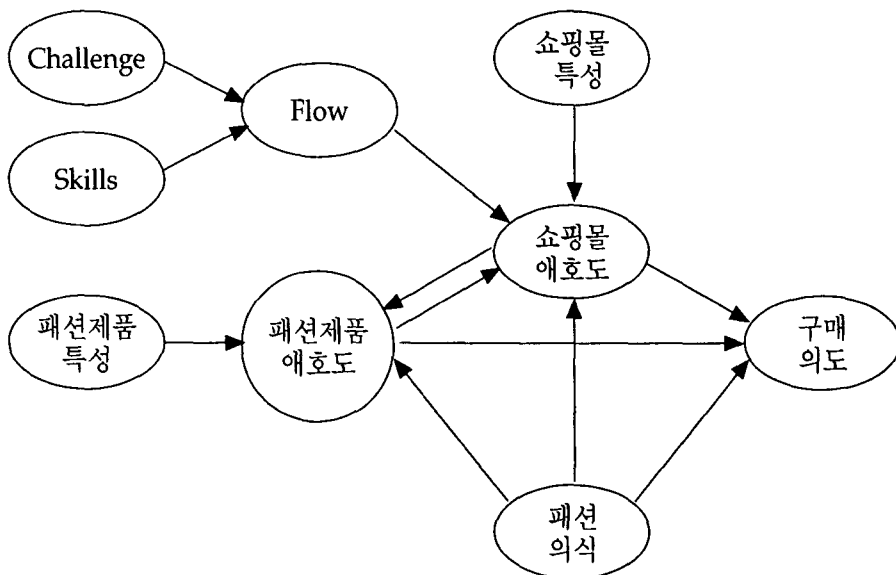 Challenge
쇼핑몰
특성
Flow
Skills
쇼핑몰
애호도
패션제품
특성
패션제품
애호도
구매
의도
패션
의식